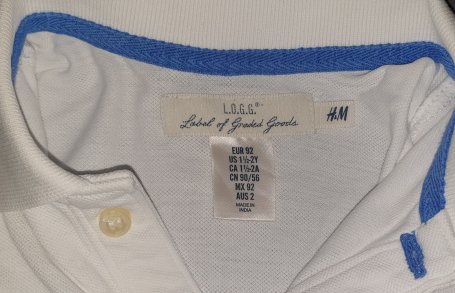 L.O.G.G.®
Label of Graded Goods
H&M
EUR 92
US 1½-2Y
CA 1½-2A
CN 90/56
MX 92
AUS 2
MADE IN
INDIA